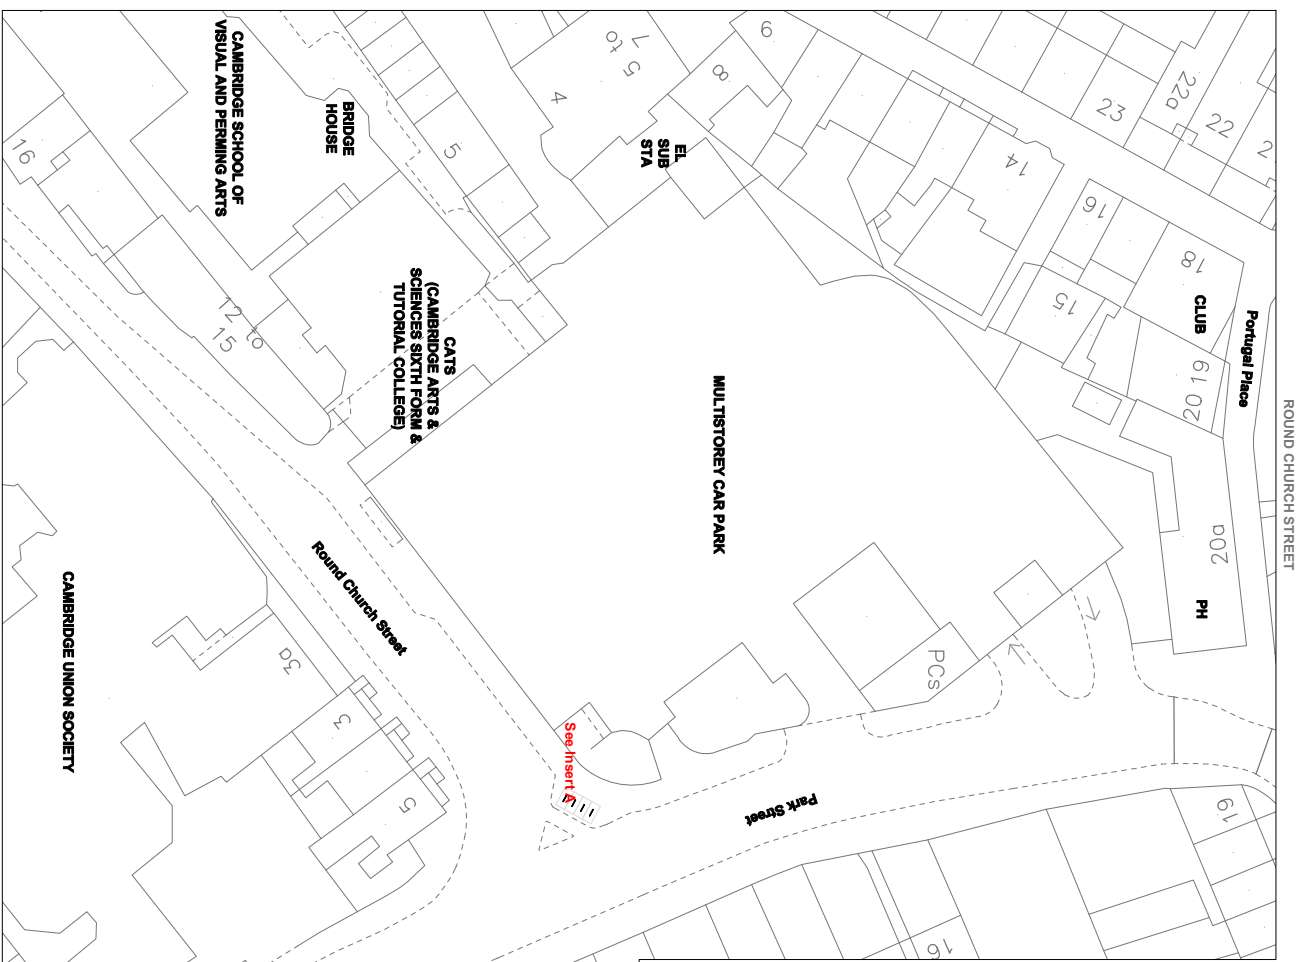 ROUND CHURCH STREET
22a
22
2
23
9
8
5 to
7
4
5
14
16
18
CLUB
15
Portugal Place
20 19
20a
PH
EL
SUB
STA
MULTISTOREY CAR PARK
PCs
BRIDGE
HOUSE
CAMBRIDGE SCHOOL OF
VISUAL AND PERMING ARTS
16
12 to
15
CATS
(CAMBRIDGE ARTS &
SCIENCES SIXTH FORM &
TUTORIAL COLLEGE)
Round Church Street
3a
3
5
CAMBRIDGE UNION SOCIETY
See Insert A
Park Street
19
16